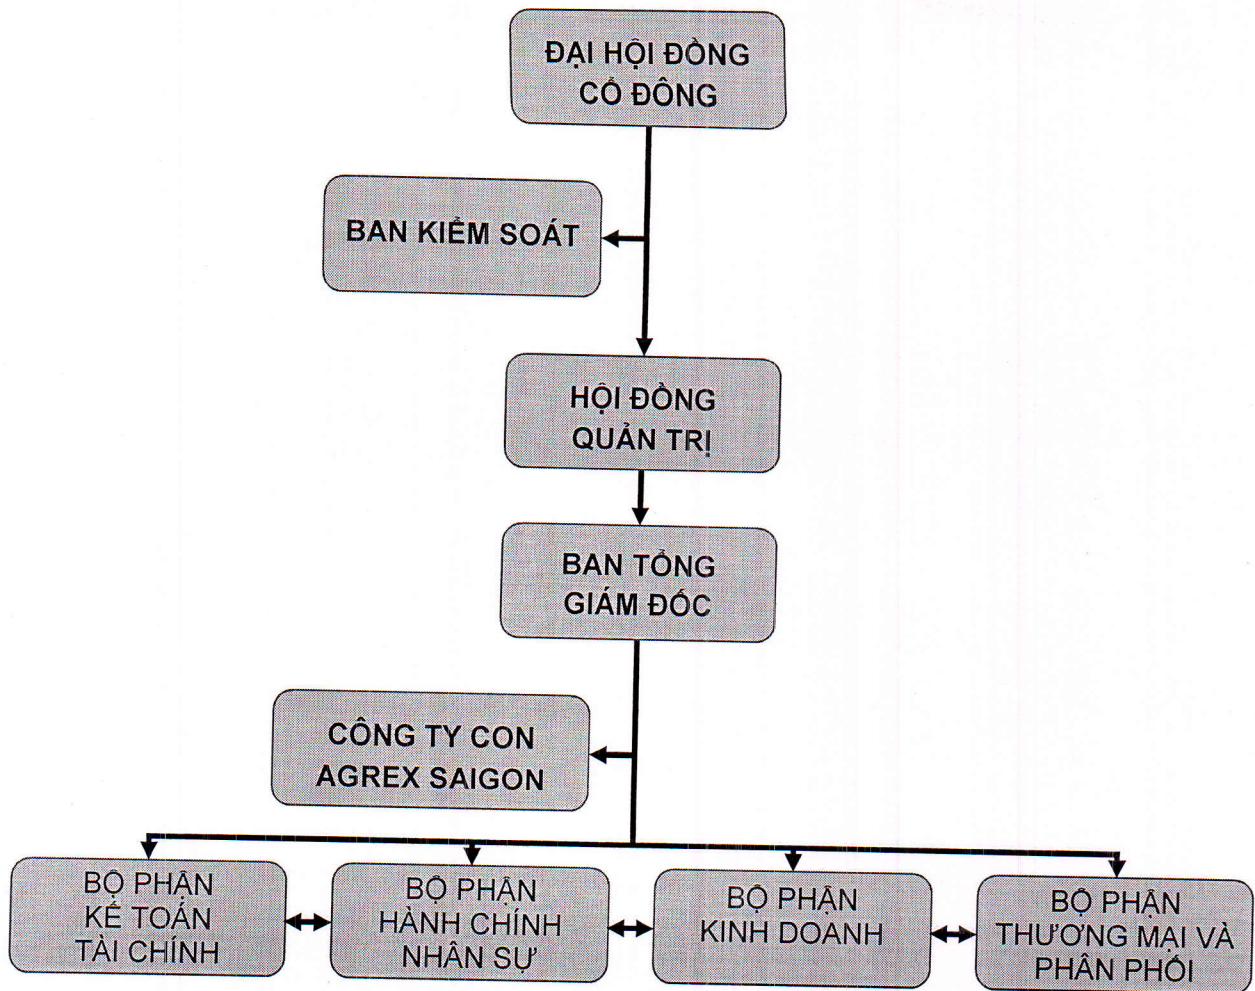 ĐẠI HỘI ĐỒNG
CỔ ĐÔNG
BAN KIỂM SOÁT
HỘI ĐỒNG
QUẢN TRỊ
BAN TỔNG
GIÁM ĐỐC
CÔNG TY CON
AGREX SAIGON
BỘ PHẬN
KẾ TOÁN
TÀI CHÍNH
BỘ PHẬN
HÀNH CHÍNH
NHÂN SỰ
BỘ PHẬN
KINH DOANH
BỘ PHẬN
THƯƠNG MẠI VÀ
PHÂN PHỐI